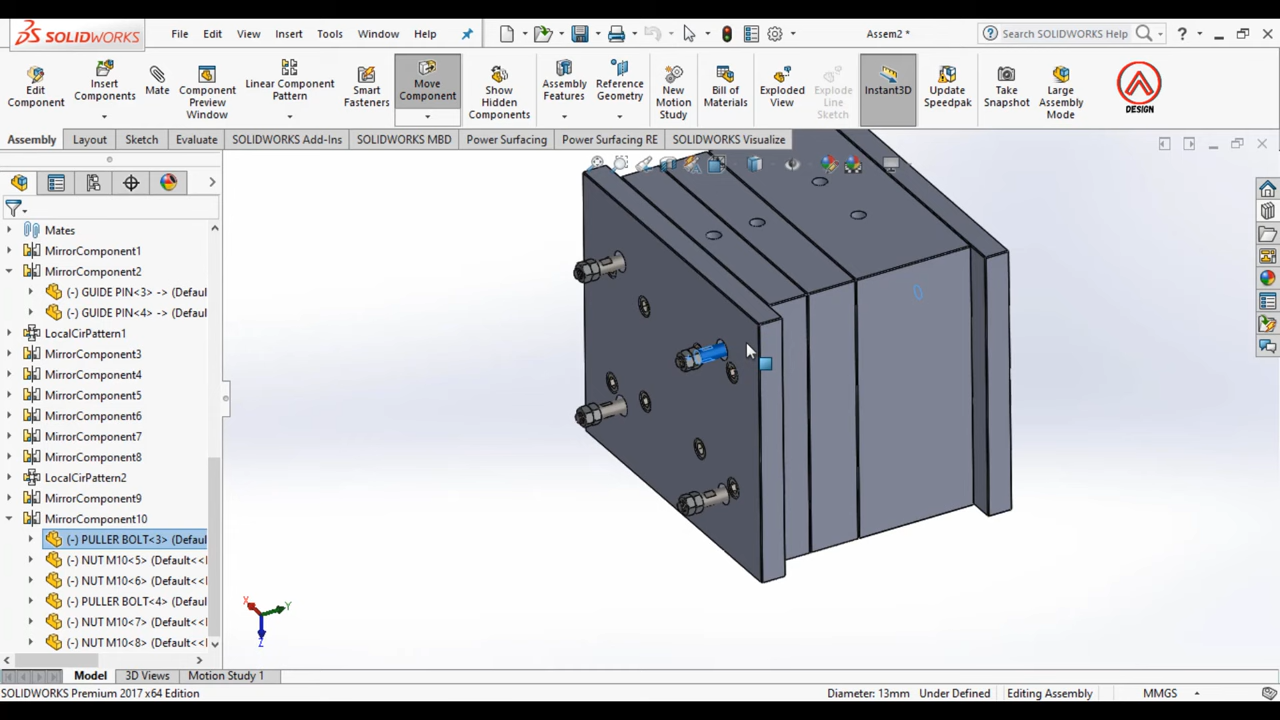 SOLIDWORKS File Edit View Insert Tools Window Help Assem2 * Search SOLIDWORKS Help
Edit Component
Insert Components
Mate
Component Preview Window
Linear Component Pattern
Smart Fasteners
Move Component
Show Hidden Components
Assembly Features
Reference Geometry
New Motion Study
Bill of Materials
Exploded View
Explode Line Sketch
Instant3D
Update Speedpak
Take Snapshot
Large Assembly Mode
DESIGN
Assembly Layout Sketch Evaluate SOLIDWORKS Add-Ins SOLIDWORKS MBD Power Surfacing Power Surfacing RE SOLIDWORKS Visualize
Mates
MirrorComponent1
MirrorComponent2
(-) GUIDE PIN<3> -> (Defaul
(-) GUIDE PIN<4> -> (Defaul
LocalCirPattern1
MirrorComponent3
MirrorComponent4
MirrorComponent5
MirrorComponent6
MirrorComponent7
MirrorComponent8
LocalCirPattern2
MirrorComponent9
MirrorComponent10
(-) PULLER BOLT<3> (Defaul
(-) NUT M10<5> (Default<<
(-) NUT M10<6> (Default<<
(-) PULLER BOLT<4> (Defaul
(-) NUT M10<7> (Default<<
(-) NUT M10<8> (Default<<
X Y Z
Model 3D Views Motion Study 1
SOLIDWORKS Premium 2017 x64 Edition Diameter: 13mm Under Defined Editing Assembly MMGS